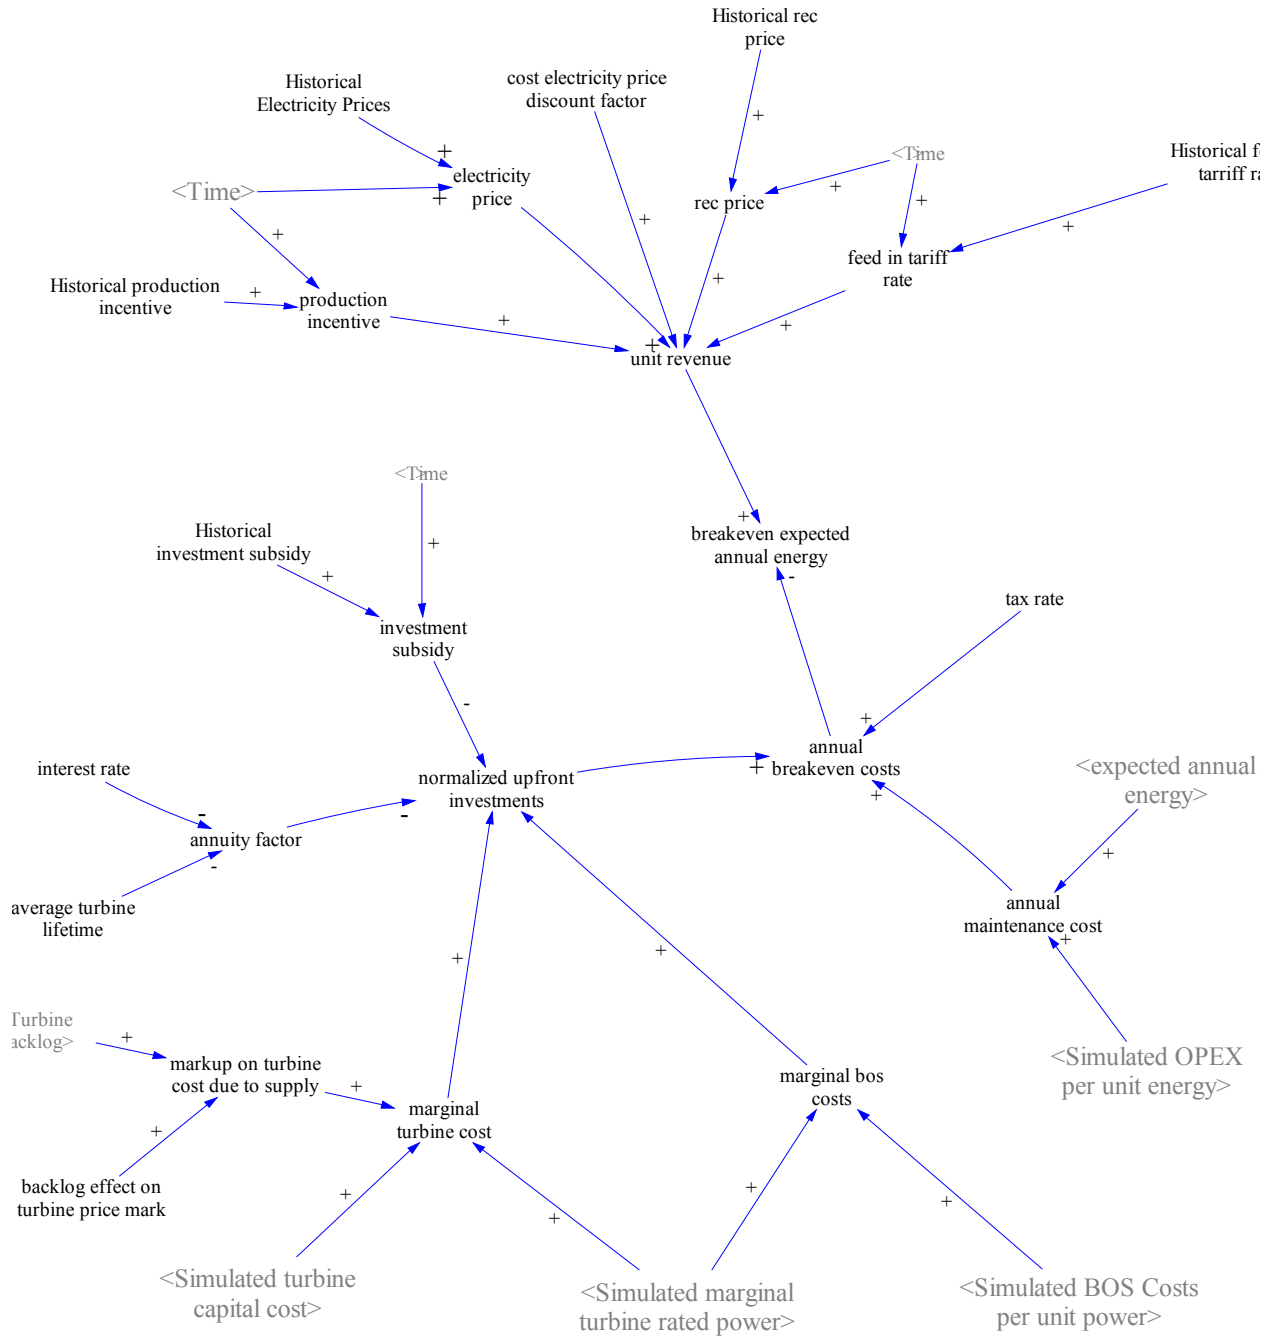 Historical rec
price
cost electricity price
discount factor
Historical
Electricity Prices
+
+
<Time
Historical f
tarriff r
electricity
price
<Time>
+
+
rec price
+
+
+
+
+
feed in tariff
rate
Historical production
incentive
+
production
incentive
+
+
+
+
unit revenue
<Time
Historical
investment subsidy
+
+
+
breakeven expected
annual energy
-
tax rate
investment
subsidy
-
+
annual
breakeven costs
+
+
interest rate
normalized upfront
investments
<expected annual
energy>
-
-
annuity factor
-
+
average turbine
lifetime
annual
maintenance cost
+
+
+
Turbine
acklog>
+
markup on turbine
cost due to supply
+
marginal
turbine cost
marginal bos
costs
<Simulated OPEX
per unit energy>
+
backlog effect on
turbine price mark
+
+
+
+
<Simulated turbine
capital cost>
<Simulated marginal
turbine rated power>
<Simulated BOS Costs
per unit power>